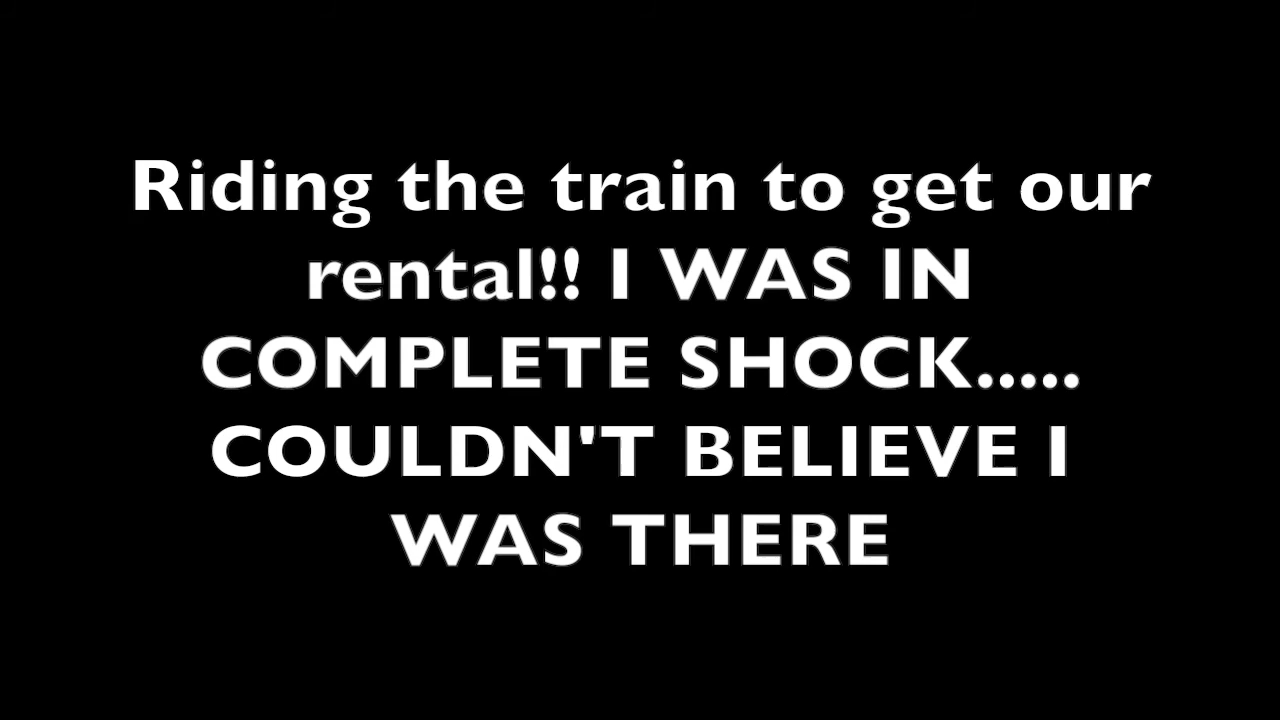 Riding the train to get our
rental!! I WAS IN
COMPLETE SHOCK.....
COULDN'T BELIEVE I
WAS THERE